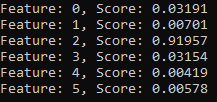 Feature: 0, Score: 0.03191
Feature: 1, Score: 0.00701
Feature: 2, Score: 0.91957
Feature: 3, Score: 0.03154
Feature: 4, Score: 0.00419
Feature: 5, Score: 0.00578